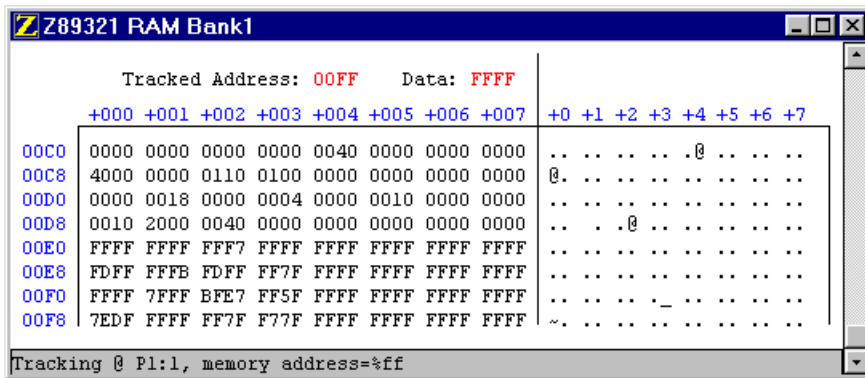 Z89321 RAM Bank1
Tracked Address: 00FF Data: FFFF
+000 +001 +002 +003 +004 +005 +006 +007 +0 +1 +2 +3 +4 +5 +6 +7
00C0 0000 0000 0000 0000 0040 0000 0000 0000 .. .. .. .. .@ .. .. ..
00C8 4000 0000 0110 0100 0000 0000 0000 0000 @. .. .. .. .. .. .. ..
00D0 0000 0018 0000 0004 0000 0010 0000 0000 .. .. .. .. .. .. .. ..
00D8 0010 2000 0040 0000 0000 0000 0000 0000 .. . .@ .. .. .. .. ..
00E0 FFFF FFFF FFF7 FFFF FFFF FFFF FFFF FFFF .. .. .. .. .. .. .. ..
00E8 FDFF FFFB FDFF FF7F FFFF FFFF FFFF FFFF .. .. .. .. .. .. .. ..
00F0 FFFF 7FFF BFE7 FF5F FFFF FFFF FFFF FFFF .. .. .. ._ .. .. .. ..
00F8 7EDF FFFF FF7F F77F FFFF FFFF FFFF FFFF ~. .. .. .. .. .. .. ..
Tracking @ P1:1, memory address=%ff